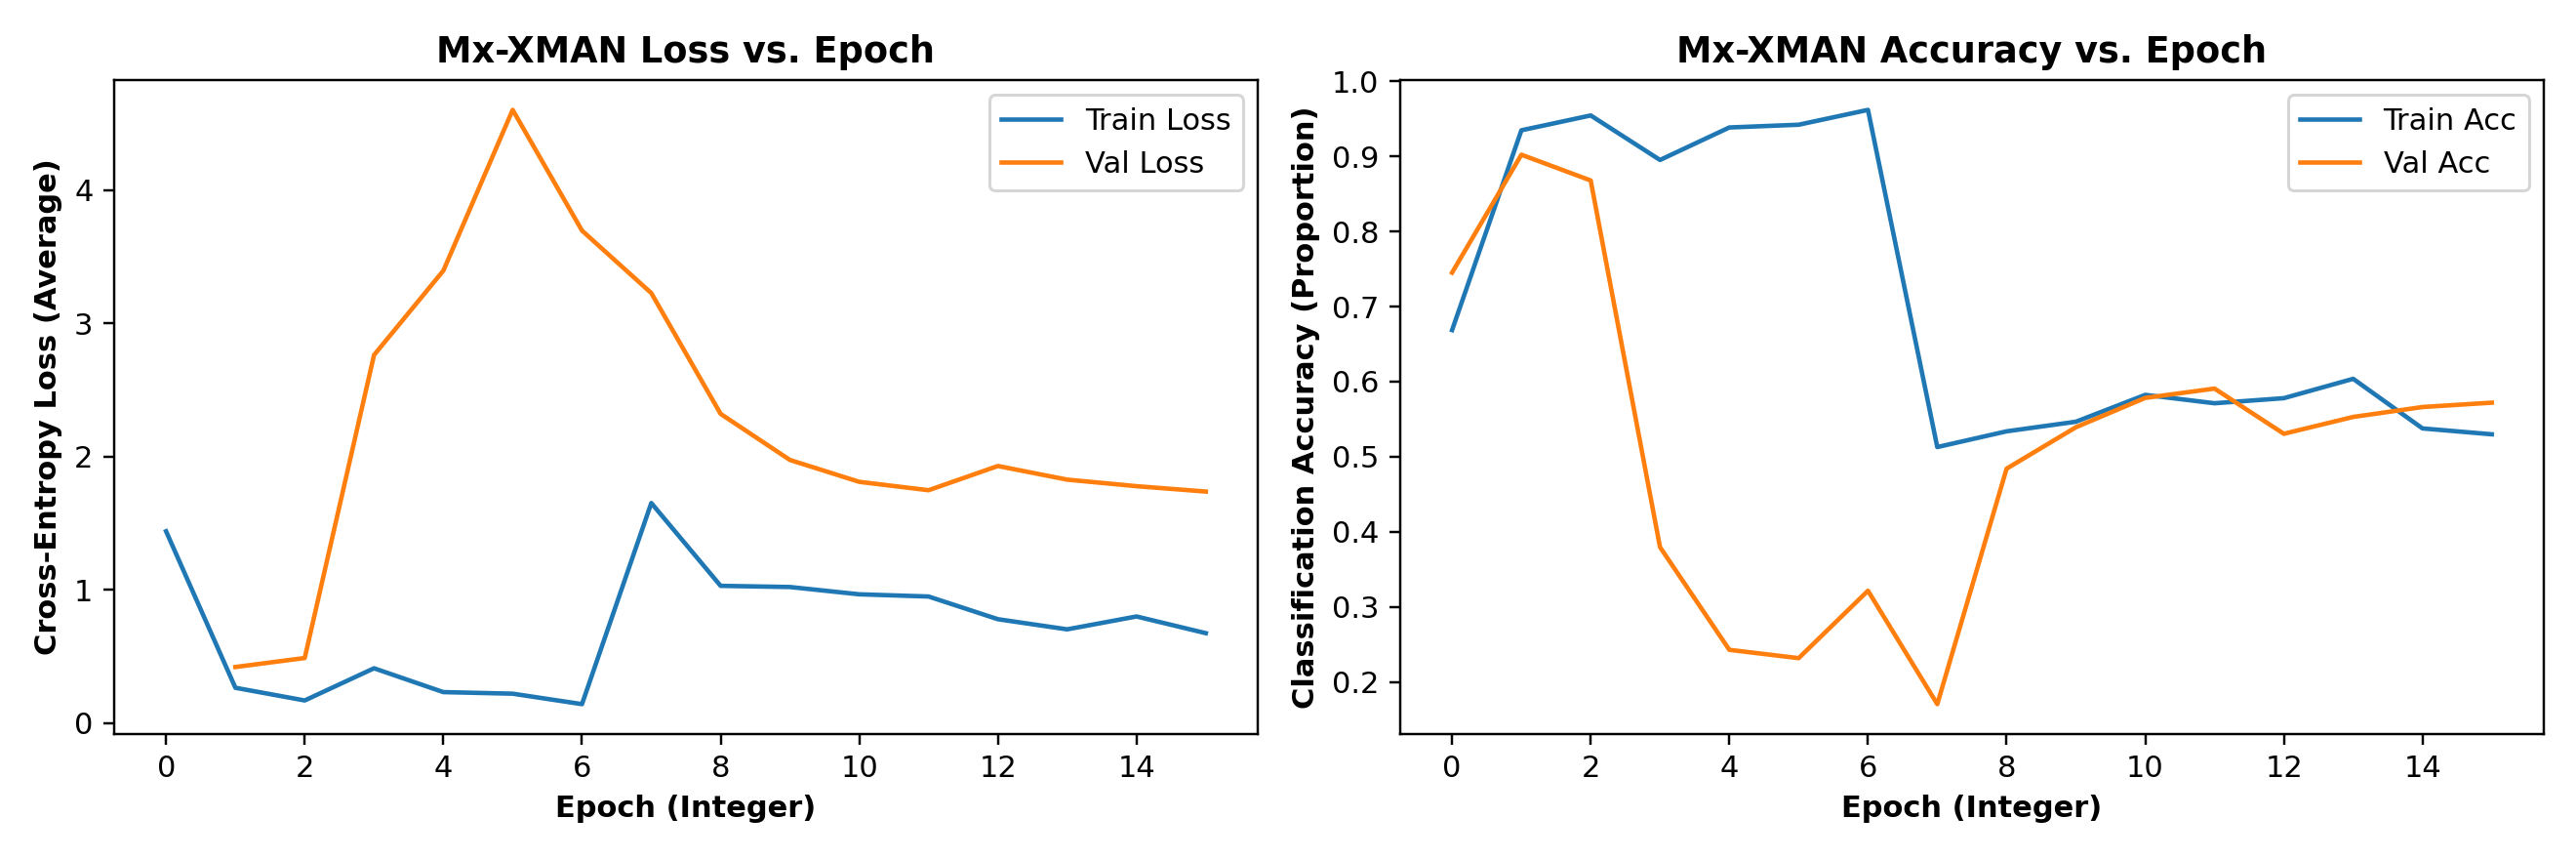 Mx-XMAN Loss vs. Epoch
Train Loss
Val Loss
Cross-Entropy Loss (Average)
4
3
2
1
0
0 2 4 6 8 10 12 14
Epoch (Integer)
Mx-XMAN Accuracy vs. Epoch
Train Acc
Val Acc
Classification Accuracy (Proportion)
1.0
0.9
0.8
0.7
0.6
0.5
0.4
0.3
0.2
0 2 4 6 8 10 12 14
Epoch (Integer)